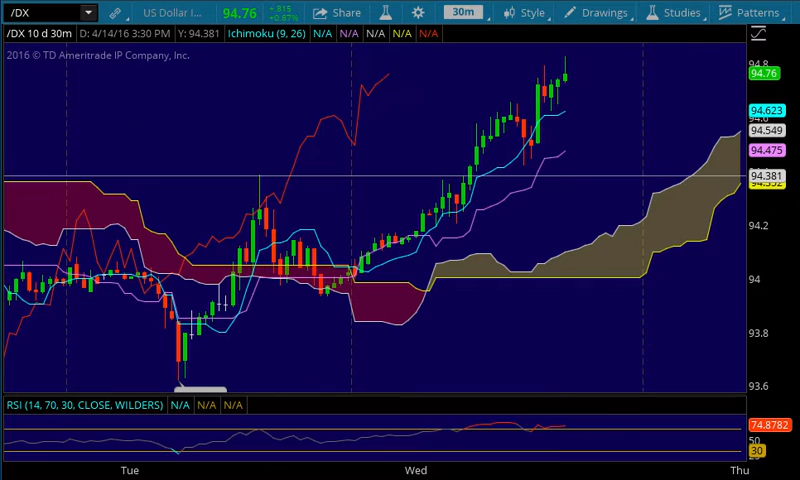 /DX US Dollar I... 94.76 +.815 +0.87% Share 30m Style Drawings Studies Patterns
/DX 10 d 30m D: 4/14/16 3:30 PM Y: 94.381 Ichimoku (9, 26) N/A N/A N/A N/A N/A
2016 © TD Ameritrade IP Company, Inc.
94.8
94.76
94.623
94.549
94.475
94.381
94.2
94
93.8
93.6
RSI (14, 70, 30, CLOSE, WILDERS) N/A N/A N/A
74.8782
50
30
Tue Wed Thu